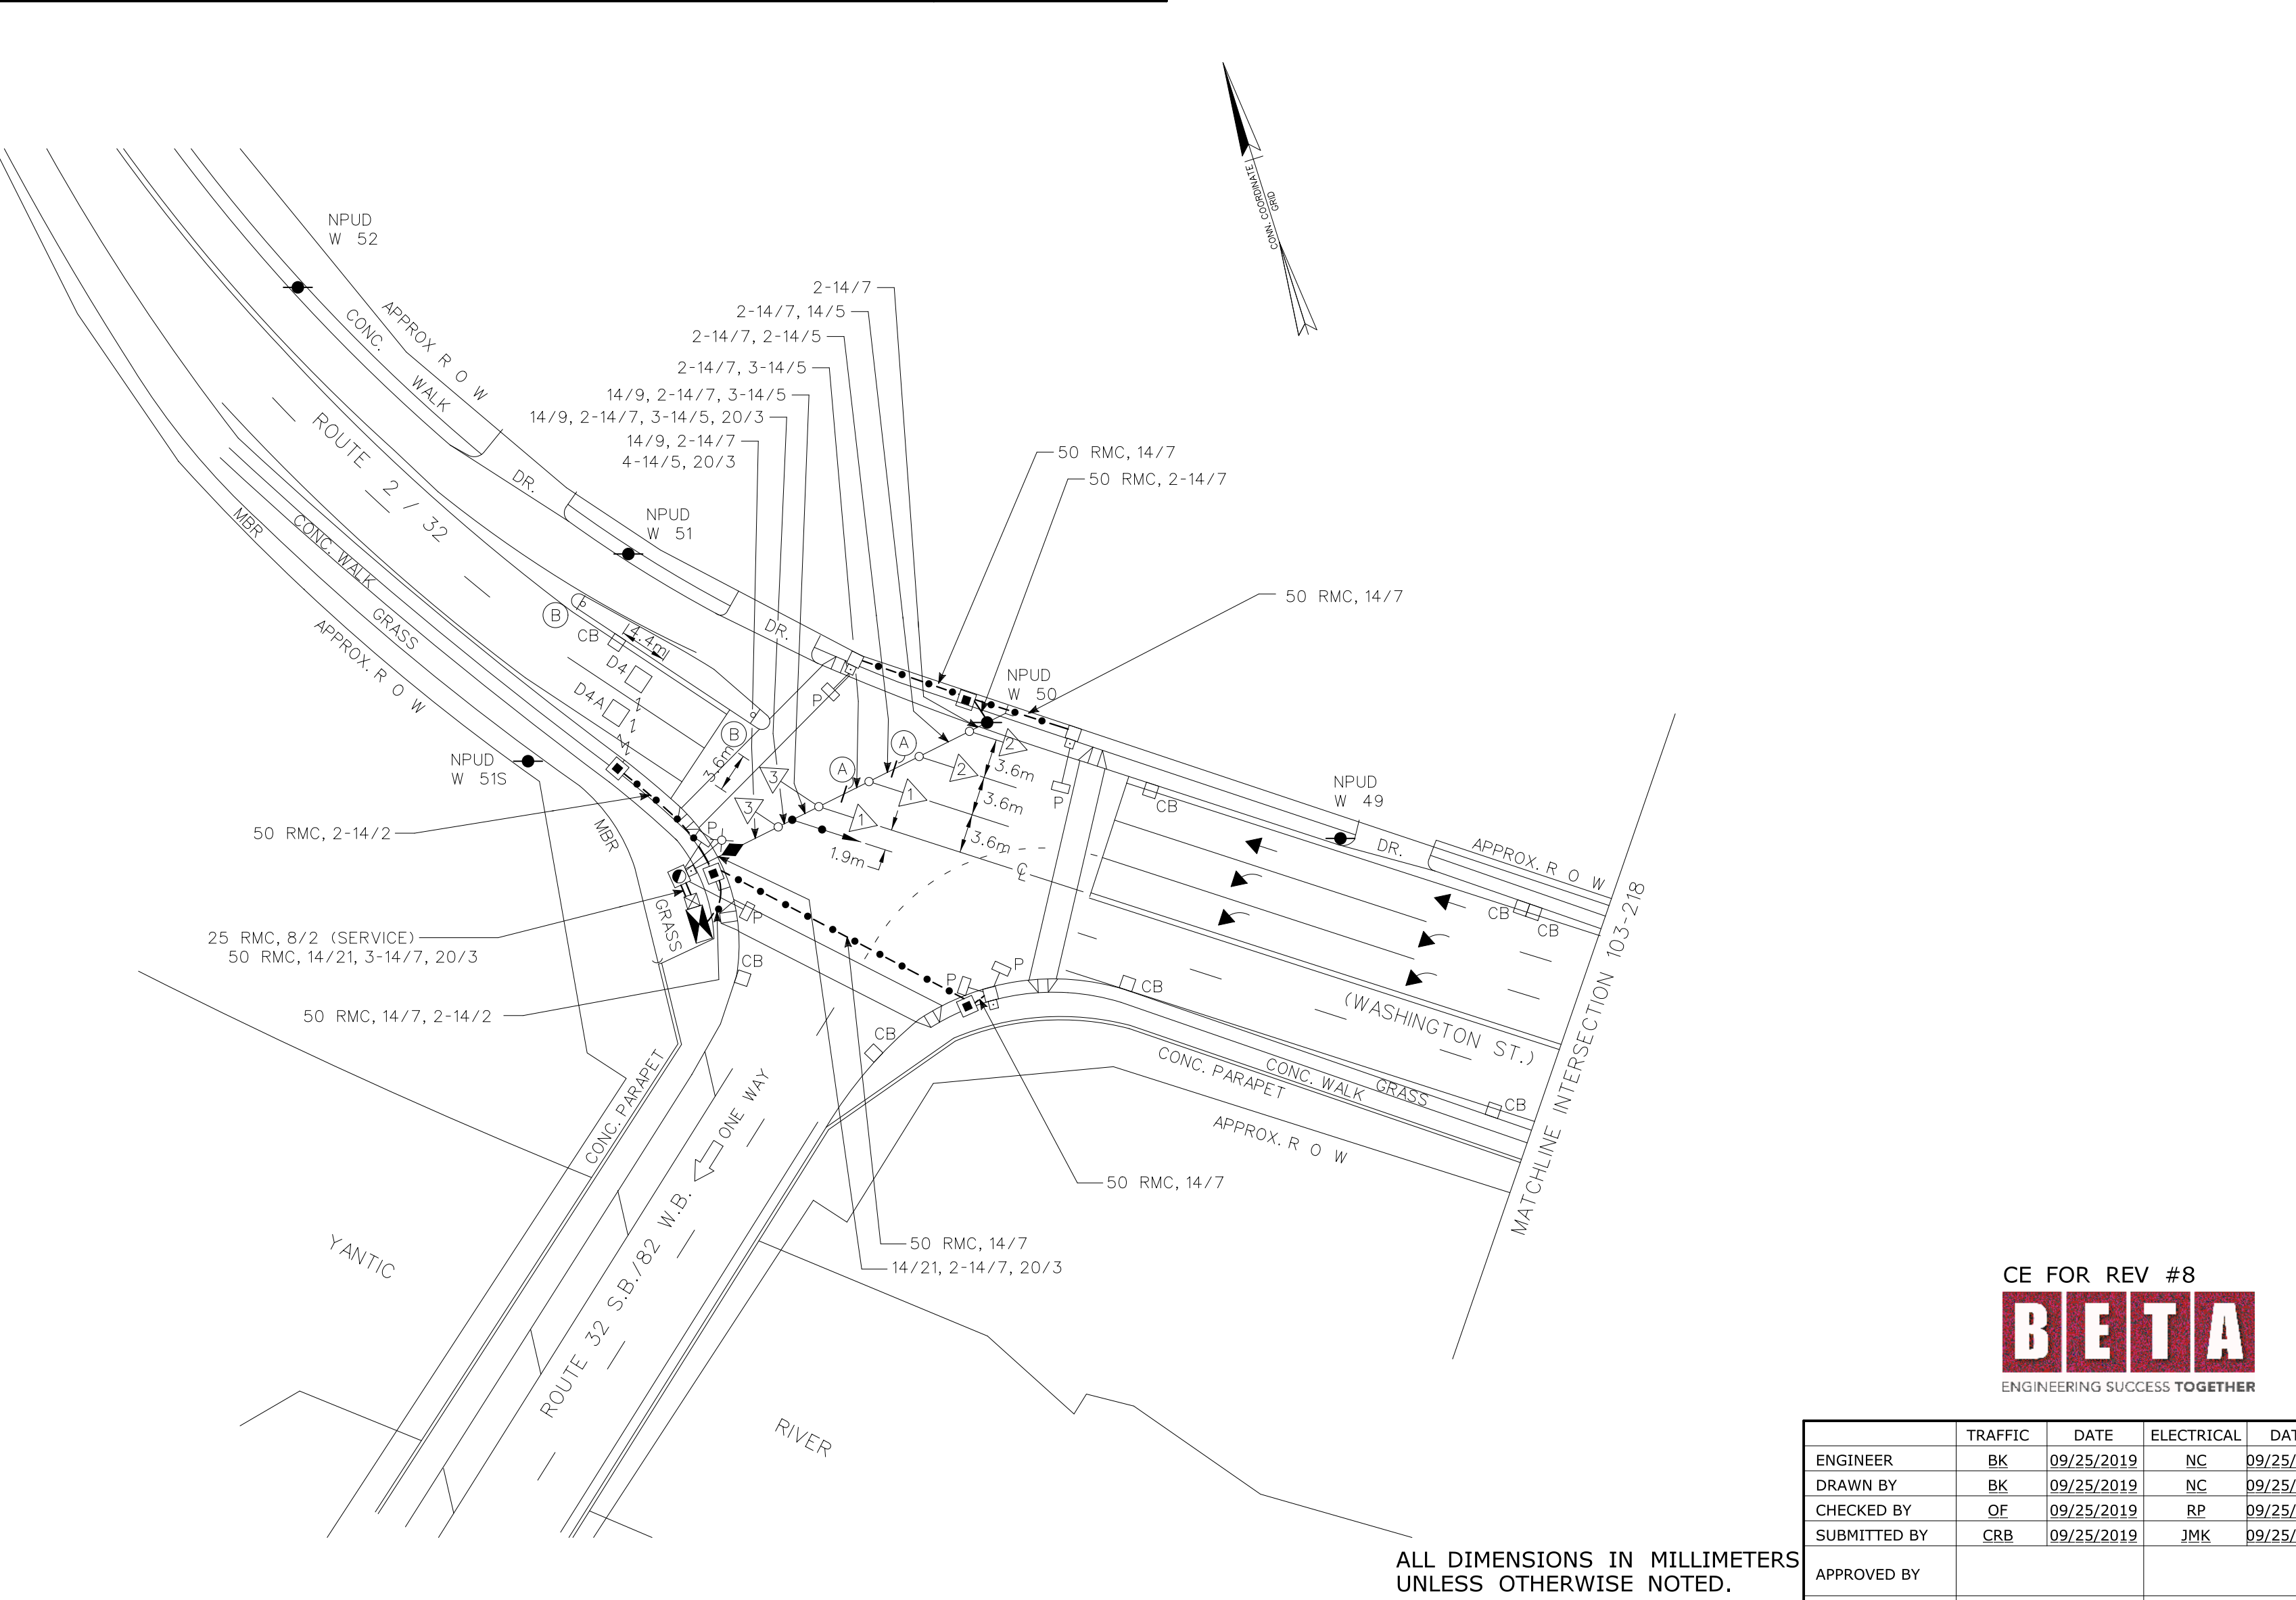 CONN. COORDINATE
GRID
NPUD
W 52
APPROX R O W
CONC.
WALK
ROUTE 2 / 32
DR.
NPUD
W 51
2-14/7
2-14/7, 14/5
2-14/7, 2-14/5
2-14/7, 3-14/5
14/9, 2-14/7, 3-14/5
14/9, 2-14/7, 3-14/5, 20/3
14/9, 2-14/7
4-14/5, 20/3
50 RMC, 14/7
50 RMC, 2-14/7
50 RMC, 14/7
MBR
CONC. WALK
GRASS
APPROX. R O W
B
P
CB
4.4m
D4
D4A
DR.
P
NPUD
W 50
NPUD
W 51S
B
3.6m
A
A
3
3
1
1
2
2
3.6m
3.6m
3.6m
1.9m
℄
P
CB
NPUD
W 49
DR.
APPROX. R O W
CB
CB
MATCHLINE INTERSECTION 103-218
50 RMC, 2-14/2
MBR
P
GRASS
P
CB
25 RMC, 8/2 (SERVICE)
50 RMC, 14/21, 3-14/7, 20/3
50 RMC, 14/7, 2-14/2
P
P
CB
CB
(WASHINGTON ST.)
CONC. PARAPET
CONC. WALK
GRASS
CB
APPROX. R O W
CONC. PARAPET
ONE WAY
ROUTE 32 S.B./82 W.B.
50 RMC, 14/7
50 RMC, 14/7
14/21, 2-14/7, 20/3
YANTIC
RIVER
CE FOR REV #8
BETA
ENGINEERING SUCCESS TOGETHER
TRAFFIC DATE ELECTRICAL DAT
ENGINEER BK 09/25/2019 NC 09/25/
DRAWN BY BK 09/25/2019 NC 09/25/
CHECKED BY OF 09/25/2019 RP 09/25/
SUBMITTED BY CRB 09/25/2019 JMK 09/25/
APPROVED BY
ALL DIMENSIONS IN MILLIMETERS
UNLESS OTHERWISE NOTED.